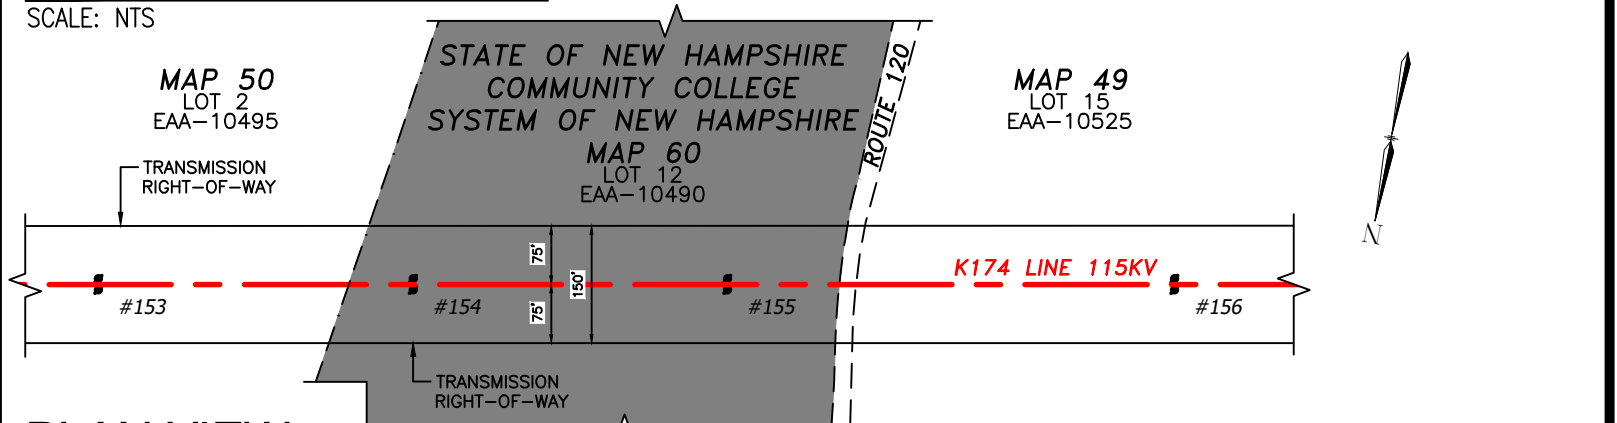 SCALE: NTS
MAP 50
LOT 2
EAA-10495
TRANSMISSION
RIGHT-OF-WAY
STATE OF NEW HAMPSHIRE
COMMUNITY COLLEGE
SYSTEM OF NEW HAMPSHIRE
MAP 60
LOT 12
EAA-10490
ROUTE 120
MAP 49
LOT 15
EAA-10525
N
75'
150'
75'
K174 LINE 115KV
#153
#154
#155
#156
TRANSMISSION
RIGHT-OF-WAY